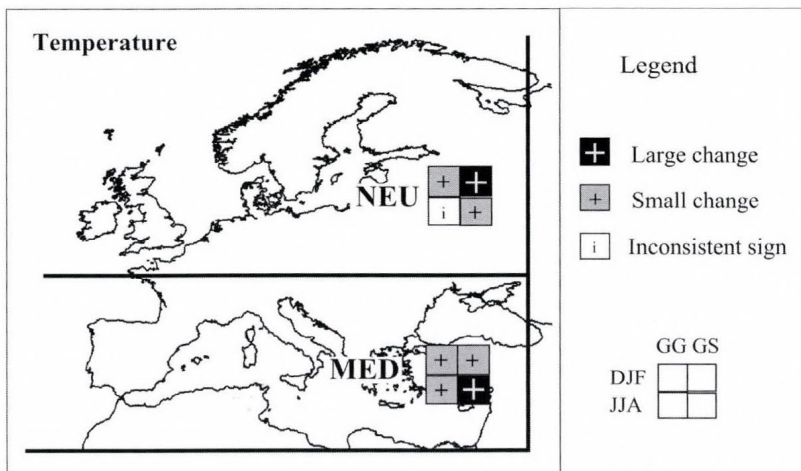 Temperature
NEU
+ +
i +
MED
+ +
+ +
Legend
+ Large change
+ Small change
i Inconsistent sign
GG GS
DJF
JJA